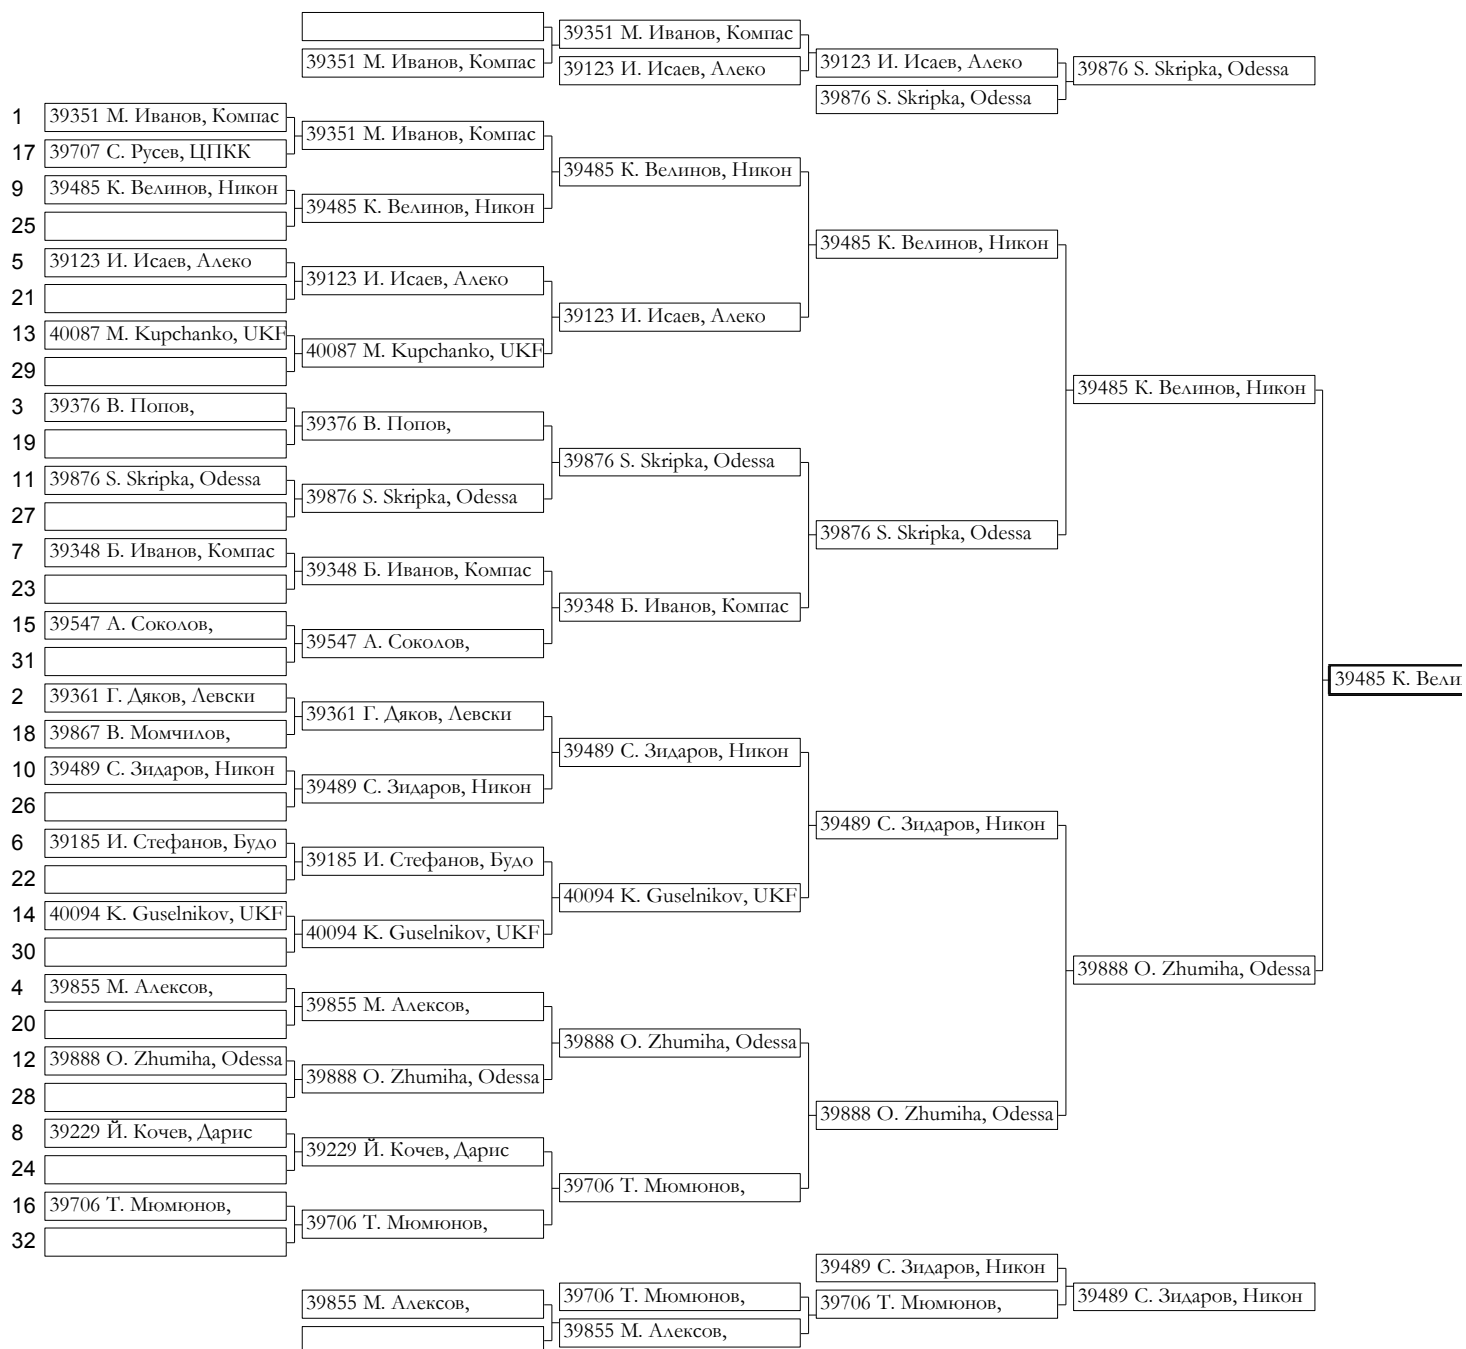 39351 М. Иванов, Компас
39351 М. Иванов, Компас
39123 И. Исаев, Алеко
39123 И. Исаев, Алеко
39876 S. Skripka, Odessa
39876 S. Skripka, Odessa
1 39351 М. Иванов, Компас
39351 М. Иванов, Компас
17 39707 С. Русев, ЦПКК
39485 К. Велинов, Никон
9 39485 К. Велинов, Никон
39485 К. Велинов, Никон
25
39485 К. Велинов, Никон
5 39123 И. Исаев, Алеко
39123 И. Исаев, Алеко
21
39123 И. Исаев, Алеко
13 40087 M. Kupchanko, UKF
40087 M. Kupchanko, UKF
29
39485 К. Велинов, Никон
3 39376 В. Попов,
39376 В. Попов,
19
39876 S. Skripka, Odessa
11 39876 S. Skripka, Odessa
39876 S. Skripka, Odessa
27
39876 S. Skripka, Odessa
7 39348 Б. Иванов, Компас
39348 Б. Иванов, Компас
23
39348 Б. Иванов, Компас
15 39547 А. Соколов,
39547 А. Соколов,
31
39485 К. Вели
2 39361 Г. Дяков, Левски
39361 Г. Дяков, Левски
18 39867 В. Момчилов,
39489 С. Зидаров, Никон
10 39489 С. Зидаров, Никон
39489 С. Зидаров, Никон
26
39489 С. Зидаров, Никон
6 39185 И. Стефанов, Будо
39185 И. Стефанов, Будо
22
40094 K. Guselnikov, UKF
14 40094 K. Guselnikov, UKF
40094 K. Guselnikov, UKF
30
39888 O. Zhumiha, Odessa
4 39855 М. Алексов,
39855 М. Алексов,
20
39888 O. Zhumiha, Odessa
12 39888 O. Zhumiha, Odessa
39888 O. Zhumiha, Odessa
28
39888 O. Zhumiha, Odessa
8 39229 Й. Кочев, Дарис
39229 Й. Кочев, Дарис
24
39706 Т. Мюмюнов,
16 39706 Т. Мюмюнов,
39706 Т. Мюмюнов,
32
39489 С. Зидаров, Никон
39855 М. Алексов,
39706 Т. Мюмюнов,
39706 Т. Мюмюнов,
39489 С. Зидаров, Никон
39855 М. Алексов,